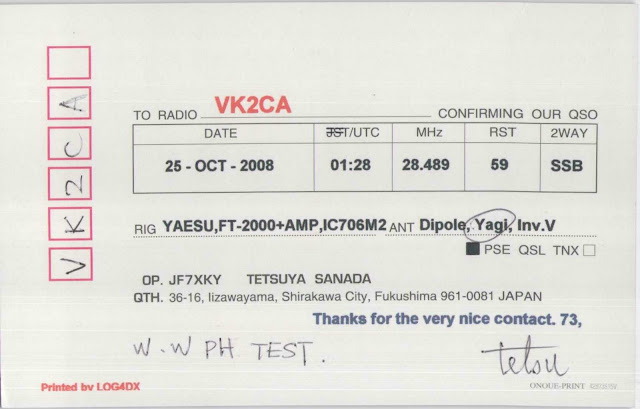 VK2CA
TO RADIO VK2CA CONFIRMING OUR QSO
DATE JST/UTC MHz RST 2WAY
25 - OCT - 2008 01:28 28.489 59 SSB
RIG YAESU,FT-2000+AMP,IC706M2 ANT Dipole, Yagi, Inv.V
PSE QSL TNX
OP. JF7XKY TETSUYA SANADA
QTH. 36-16, Iizawayama, Shirakawa City, Fukushima 961-0081 JAPAN
Thanks for the very nice contact. 73,
W.W PH TEST.
tetsu
Printed by LOG4DX
ONOUE-PRINT